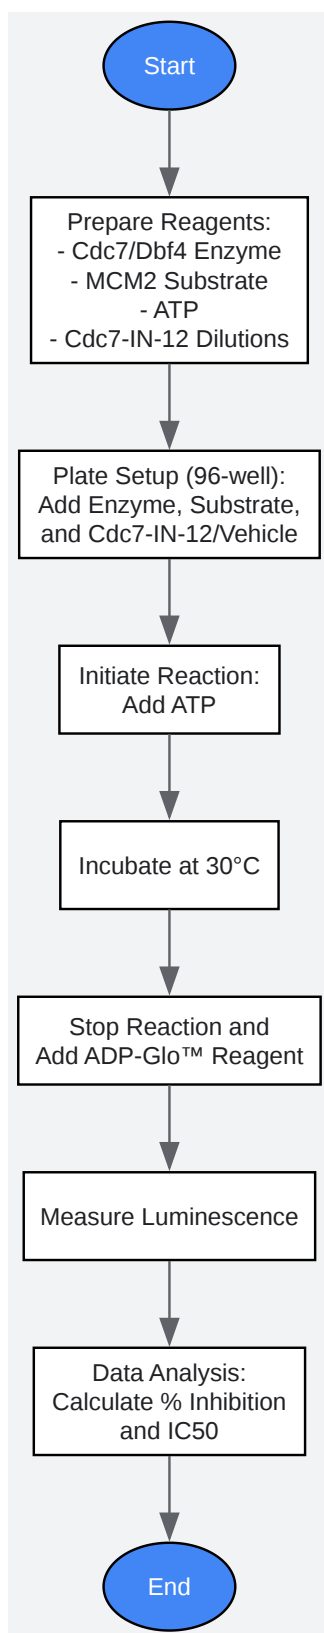 Start
Prepare Reagents:
- Cdc7/Dbf4 Enzyme
- MCM2 Substrate
- ATP
- Cdc7-IN-12 Dilutions
Plate Setup (96-well):
Add Enzyme, Substrate,
and Cdc7-IN-12/Vehicle
Initiate Reaction:
Add ATP
Incubate at 30°C
Stop Reaction and
Add ADP-Glo™ Reagent
Measure Luminescence
Data Analysis:
Calculate % Inhibition
and IC50
End